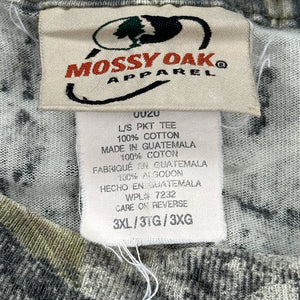 MOSSY OAK®
APPAREL
0020
L/S PKT TEE
100% COTTON
MADE IN GUATEMALA
100% COTON
FABRIQUÉ EN GUATEMALA
100% ALGODON
HECHO EN GUATEMALA
WPL# 7232
CARE ON REVERSE
3XL / 3TG / 3XG